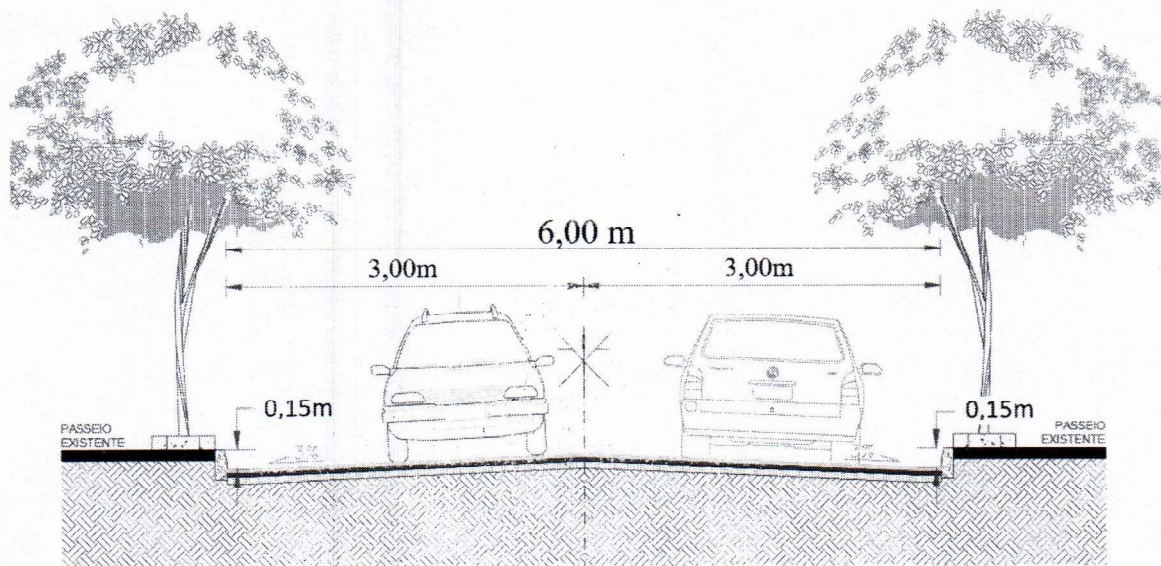 6,00 m
3,00m
3,00m
0,15m
0,15m
PASSEIO
EXISTENTE
PASSEIO
EXISTENTE